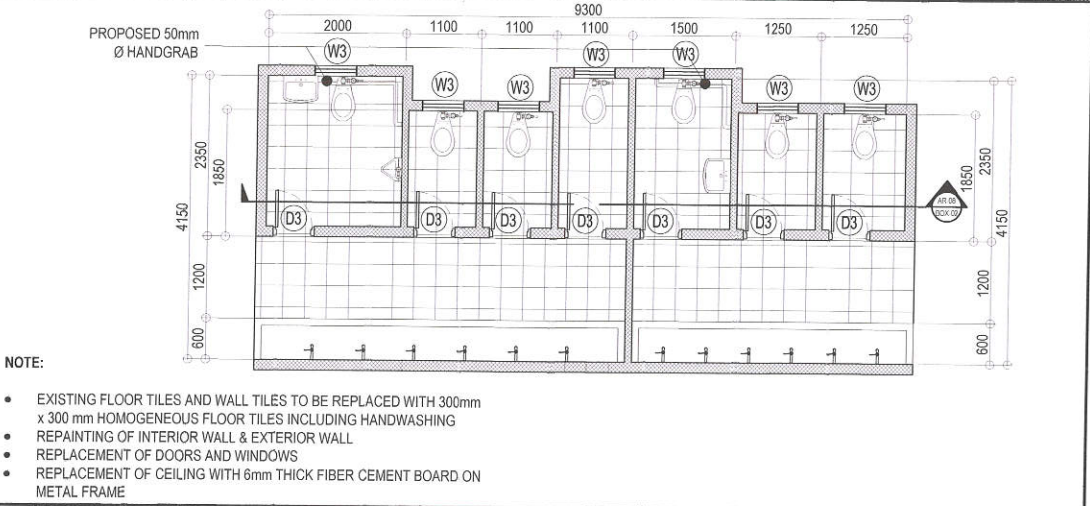 9300
2000 1100 1100 1100 1500 1250 1250
PROPOSED 50mm
Ø HANDGRAB
W3
W3
W3
W3
W3
W3
W3
2350
1850
4150
1200
600
D3
D3
D3
D3
D3
D3
D3
AR 08
BOX 02
1850
2350
4150
1200
600
NOTE:
• EXISTING FLOOR TILES AND WALL TILES TO BE REPLACED WITH 300mm
x 300 mm HOMOGENEOUS FLOOR TILES INCLUDING HANDWASHING
• REPAINTING OF INTERIOR WALL & EXTERIOR WALL
• REPLACEMENT OF DOORS AND WINDOWS
• REPLACEMENT OF CEILING WITH 6mm THICK FIBER CEMENT BOARD ON
METAL FRAME